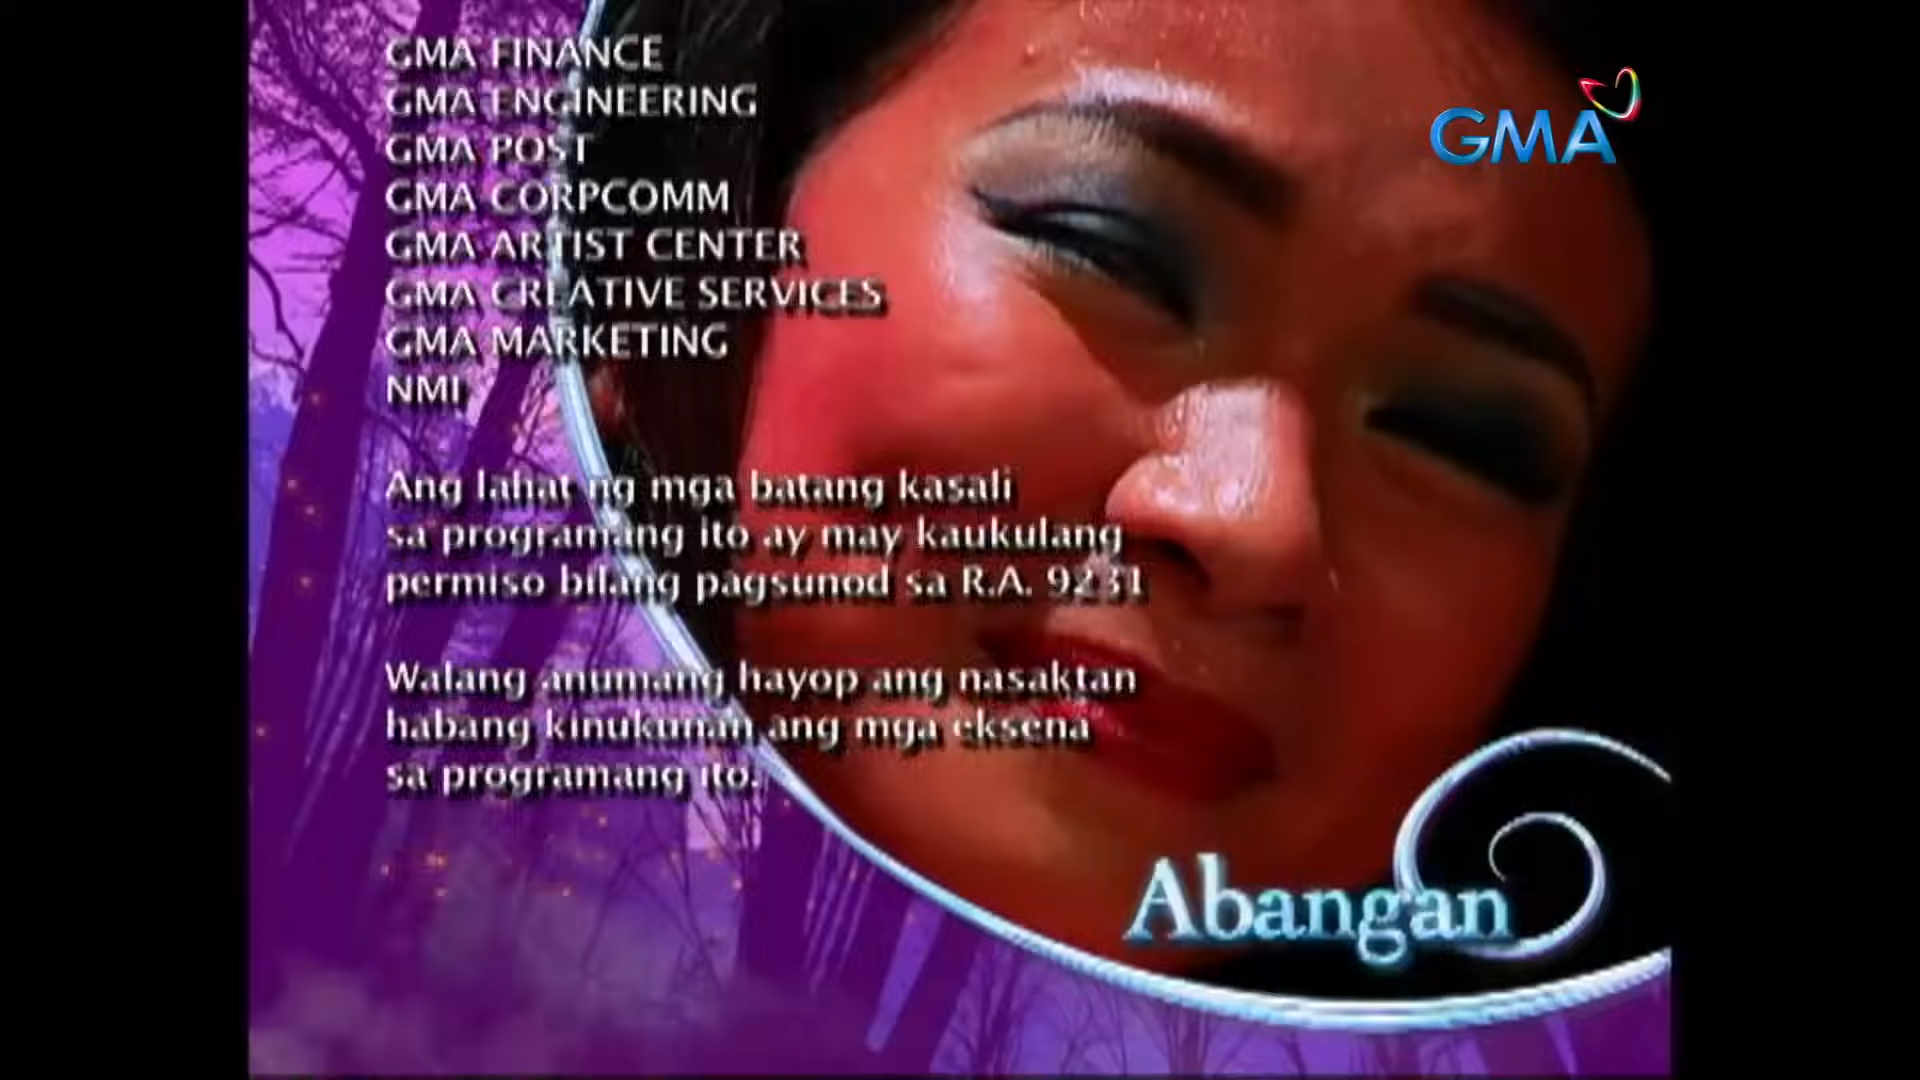 GMA FINANCE
GMA ENGINEERING
GMA POST
GMA CORPCOMM
GMA ARTIST CENTER
GMA CREATIVE SERVICES
GMA MARKETING
NMI
Ang lahat ng mga batang kasali
sa programang ito ay may kaukulang
permiso bilang pagsunod sa R.A. 9231
Walang anumang hayop ang nasaktan
habang kinukunan ang mga eksena
sa programang ito.
GMA
Abangan